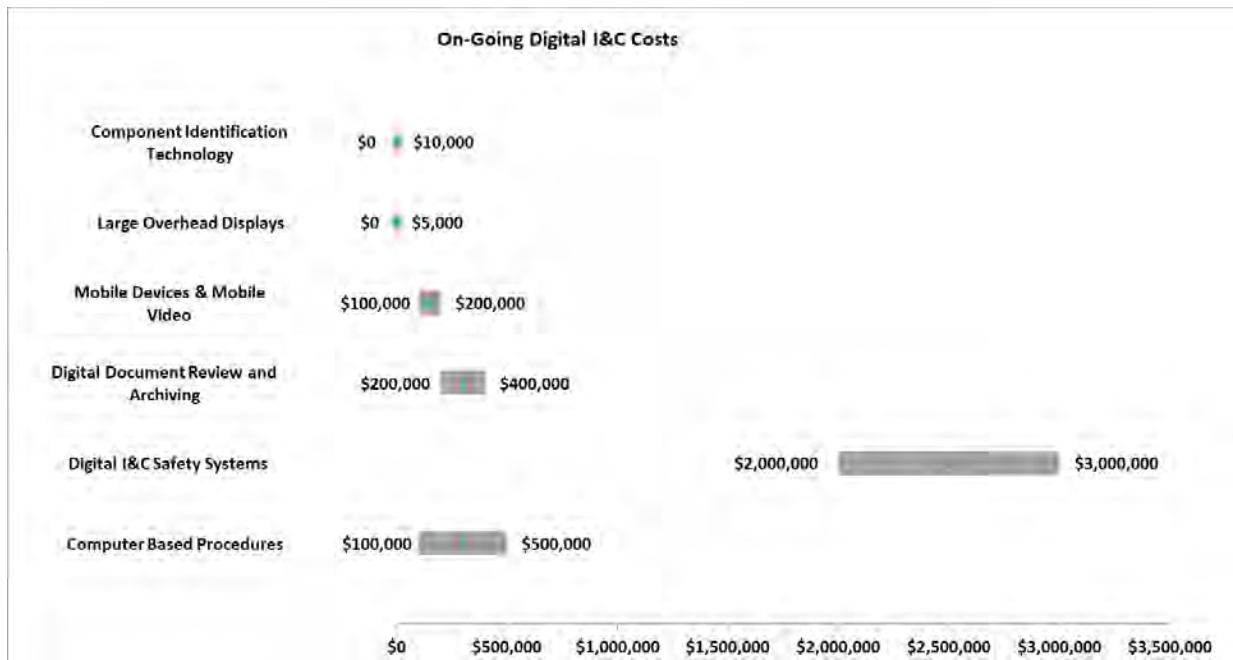 On-Going Digital I&C Costs
Component Identification
Technology
$0 $10,000
Large Overhead Displays
$0 $5,000
Mobile Devices & Mobile
Video
$100,000 $200,000
Digital Document Review and
Archiving
$200,000 $400,000
Digital I&C Safety Systems
$2,000,000 $3,000,000
Computer Based Procedures
$100,000 $500,000
$0 $500,000 $1,000,000 $1,500,000 $2,000,000 $2,500,000 $3,000,000 $3,500,000